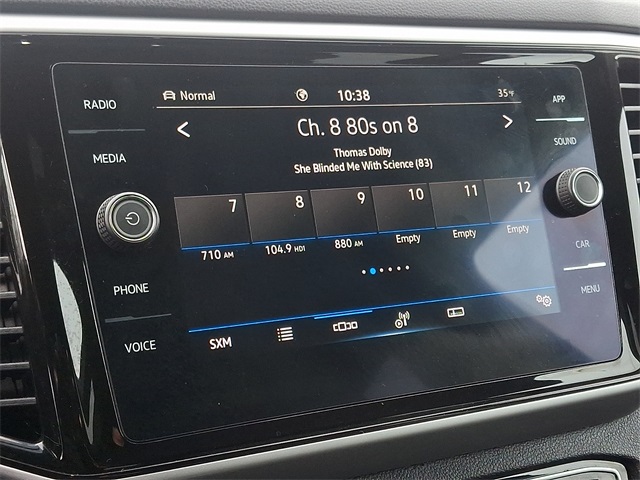 RADIO
MEDIA
PHONE
VOICE
Normal 10:38 35°F
Ch. 8 80s on 8
Thomas Dolby
She Blinded Me With Science (83)
7 8 9 10 11 12
710 AM 104.9 HD1 880 AM Empty Empty Empty
SXM
APP
SOUND
CAR
MENU